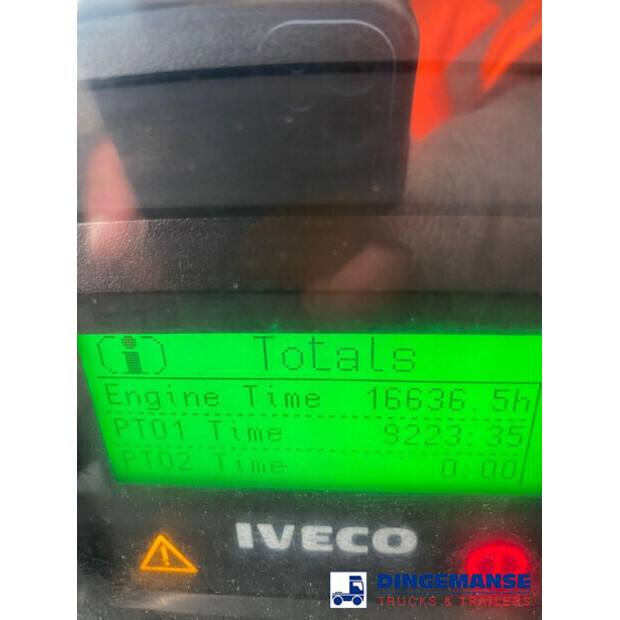 (i) Totals
Engine Time 16636.5h
PTO1 Time 9223:35
PTO2 Time 0:00
IVECO
DINGEMANSE
TRUCKS & TRAILERS